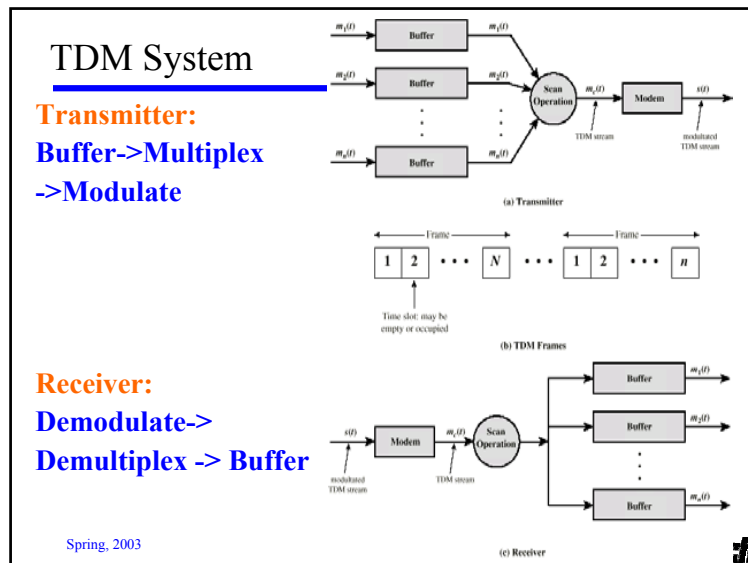 TDM System
Transmitter:
Buffer->Multiplex
->Modulate
m₁(t) Buffer m₁(t)
m₂(t) Buffer m₂(t)
mₙ(t) Buffer mₙ(t)
Scan
Operation
m_c(t)
TDM stream
Modem
s(t)
modulated
TDM stream
(a) Transmitter
Frame Frame
1 2 • • • N • • • 1 2 • • • n
Time slot: may be
empty or occupied
(b) TDM Frames
Receiver:
Demodulate->
Demultiplex -> Buffer
s(t)
modultated
TDM stream
Modem
m_c(t)
TDM stream
Scan
Operation
Buffer m₁(t)
Buffer m₂(t)
Buffer mₙ(t)
(c) Receiver
Spring, 2003